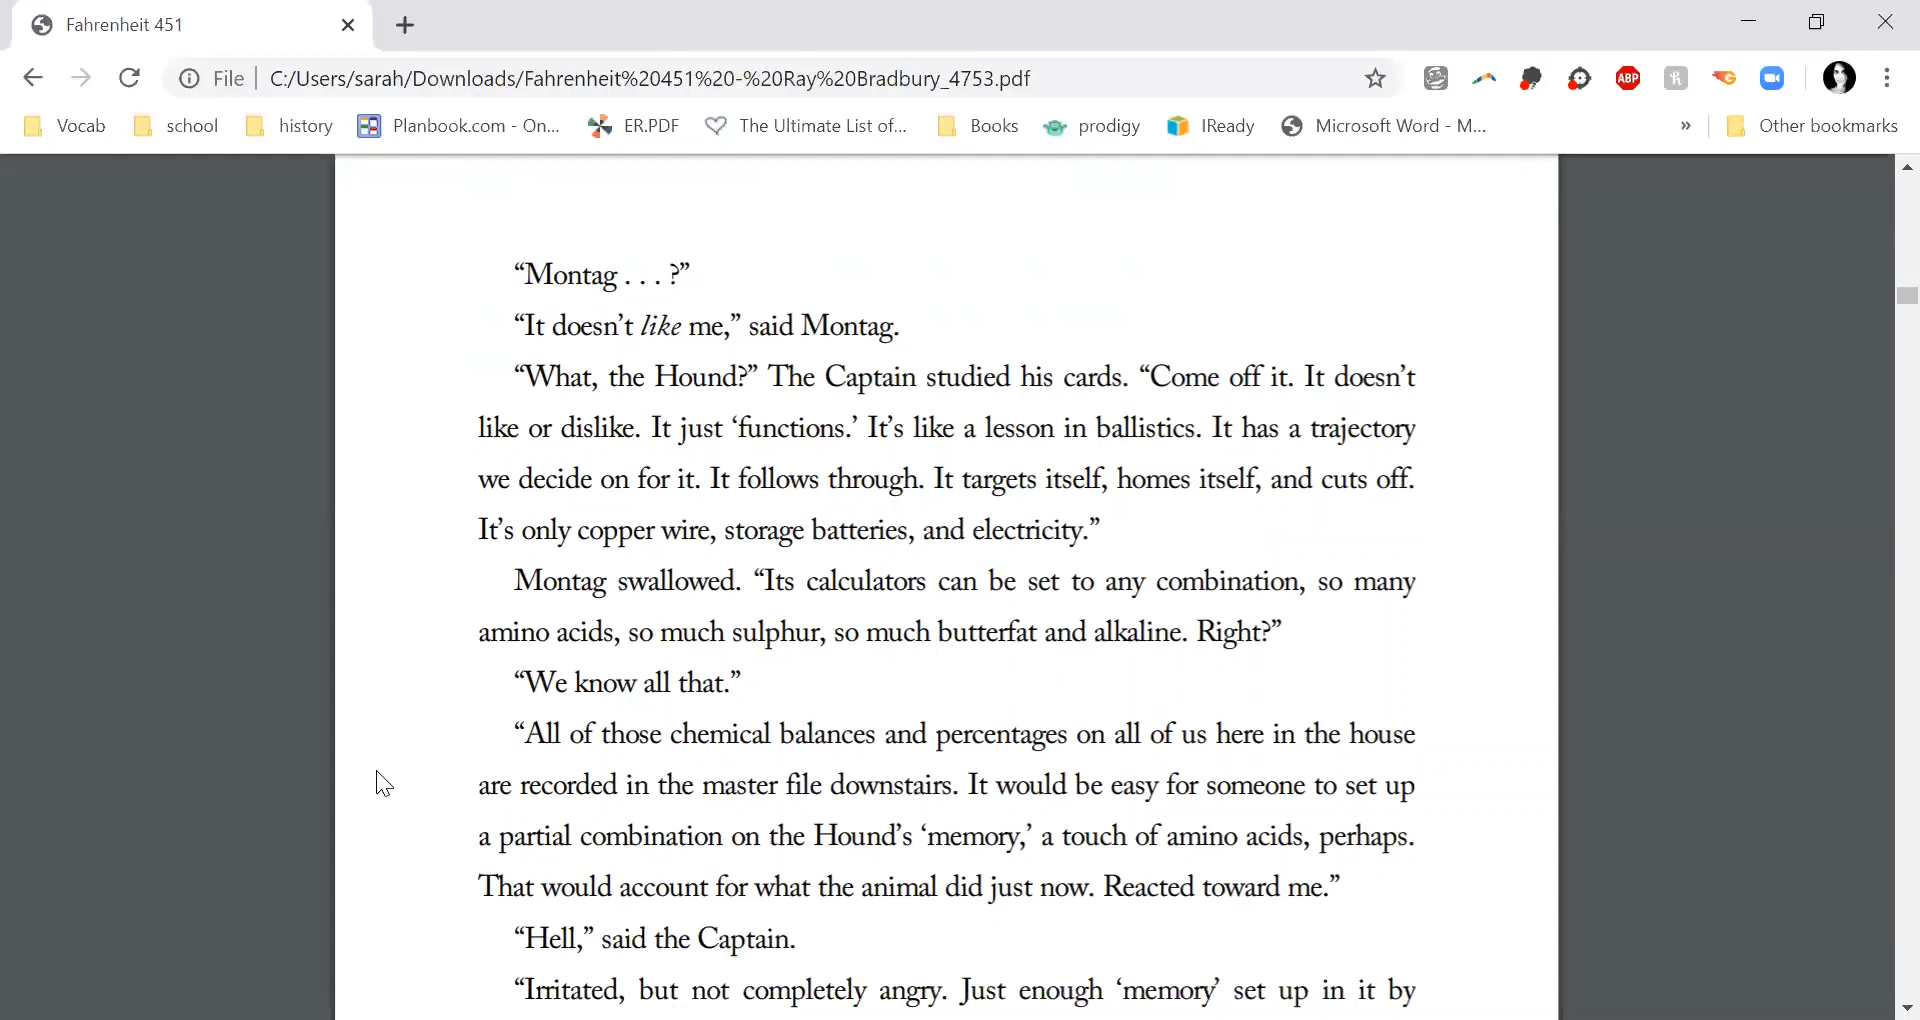 Fahrenheit 451
File C:/Users/sarah/Downloads/Fahrenheit%20451%20-%20Ray%20Bradbury_4753.pdf
ABP
Vocab school history Planbook.com - On... ER.PDF The Ultimate List of... Books prodigy IReady Microsoft Word - M... » Other bookmarks
“Montag . . . ?”
“It doesn’t like me,” said Montag.
“What, the Hound?” The Captain studied his cards. “Come off it. It doesn’t
like or dislike. It just ‘functions.’ It’s like a lesson in ballistics. It has a trajectory
we decide on for it. It follows through. It targets itself, homes itself, and cuts off.
It’s only copper wire, storage batteries, and electricity.”
Montag swallowed. “Its calculators can be set to any combination, so many
amino acids, so much sulphur, so much butterfat and alkaline. Right?”
“We know all that.”
“All of those chemical balances and percentages on all of us here in the house
are recorded in the master file downstairs. It would be easy for someone to set up
a partial combination on the Hound’s ‘memory,’ a touch of amino acids, perhaps.
That would account for what the animal did just now. Reacted toward me.”
“Hell,” said the Captain.
“Irritated, but not completely angry. Just enough ‘memory’ set up in it by